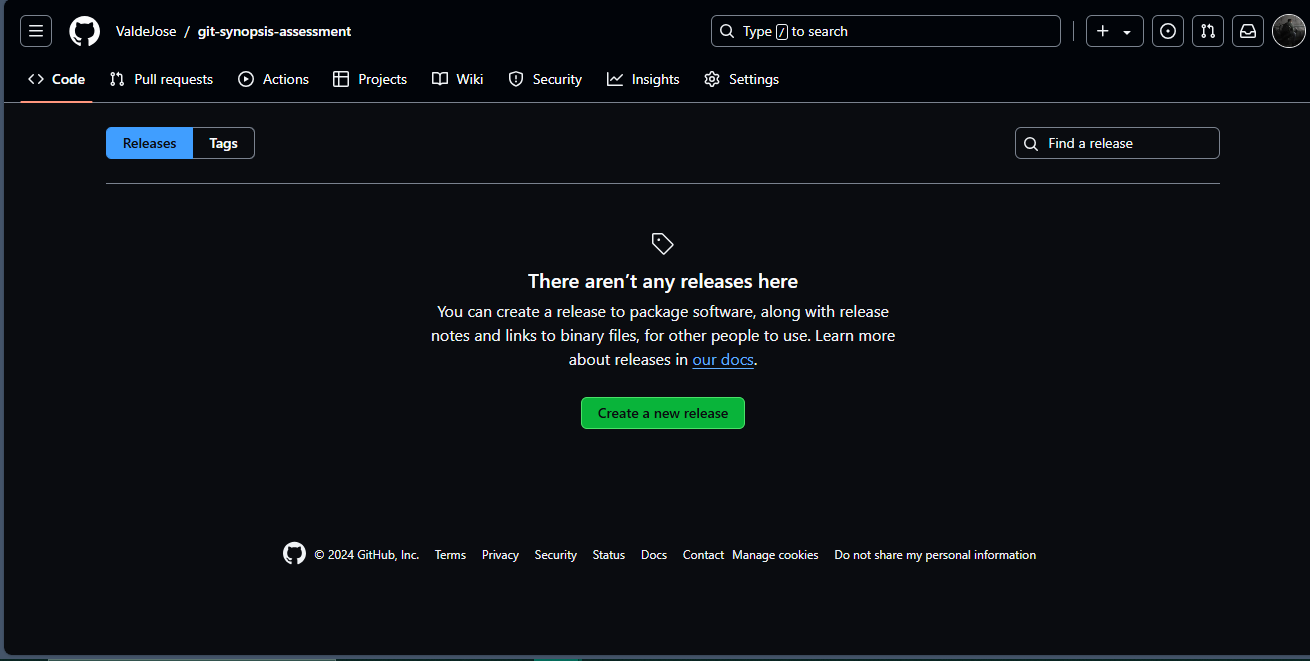 ValdeJose / git-synopsis-assessment
Type / to search
Code Pull requests Actions Projects Wiki Security Insights Settings
Releases Tags
Find a release
There aren’t any releases here
You can create a release to package software, along with release
notes and links to binary files, for other people to use. Learn more
about releases in our docs.
Create a new release
© 2024 GitHub, Inc. Terms Privacy Security Status Docs Contact Manage cookies Do not share my personal information